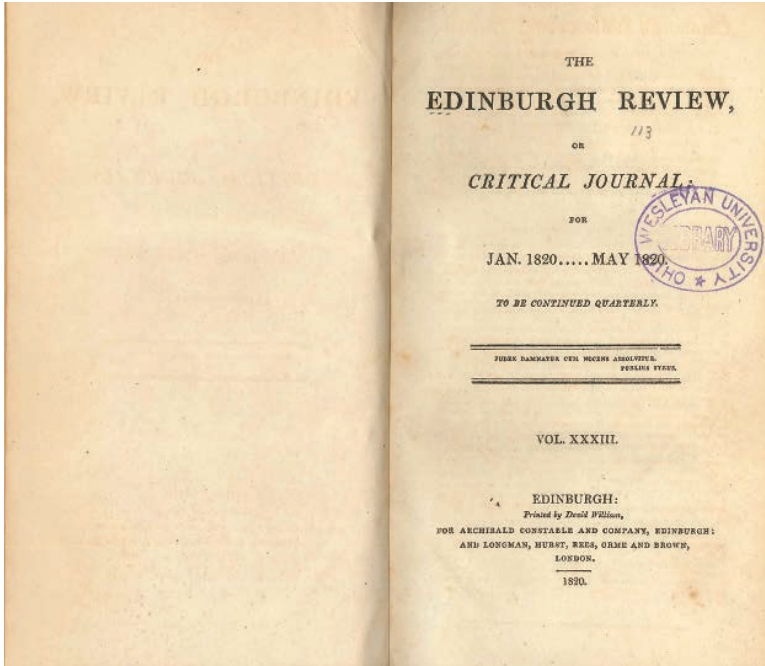 THE
EDINBURGH REVIEW,
113
OR
CRITICAL JOURNAL:
FOR
JAN. 1820.....MAY 1820.
TO BE CONTINUED QUARTERLY.
JUDEX DAMNATUR CUM NOCENS ABSOLVITUR.
PUBLIUS SYRUS.
VOL. XXXIII.
EDINBURGH:
Printed by David Willison,
FOR ARCHIBALD CONSTABLE AND COMPANY, EDINBURGH:
AND LONGMAN, HURST, REES, ORME AND BROWN,
LONDON.
1820.
OHIO WESLEYAN UNIVERSITY
LIBRARY